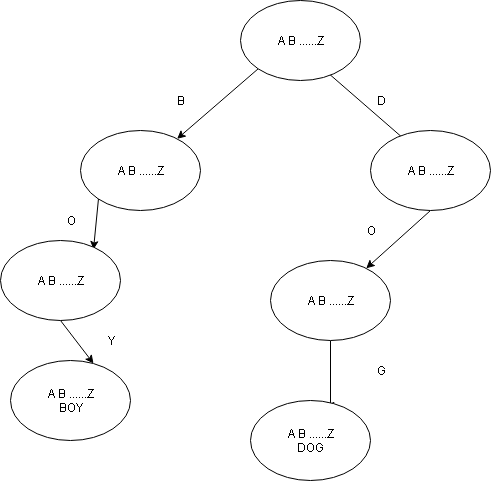 A B ......Z
B
D
A B ......Z
A B ......Z
O
O
A B ......Z
A B ......Z
Y
G
A B ......Z
BOY
A B ......Z
DOG